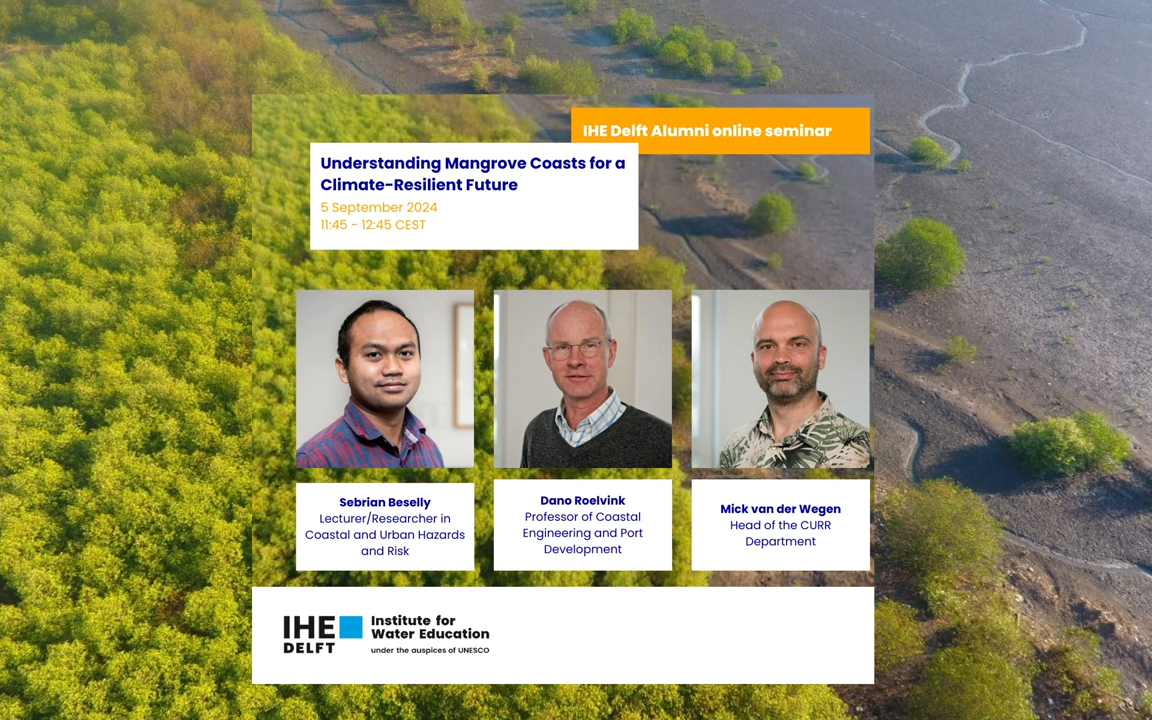 IHE Delft Alumni online seminar
Understanding Mangrove Coasts for a
Climate-Resilient Future
5 September 2024
11:45 - 12:45 CEST
Sebrian Beselly
Lecturer/Researcher in
Coastal and Urban Hazards
and Risk
Dano Roelvink
Professor of Coastal
Engineering and Port
Development
Mick van der Wegen
Head of the CURR
Department
IHE
DELFT
Institute for
Water Education
under the auspices of UNESCO